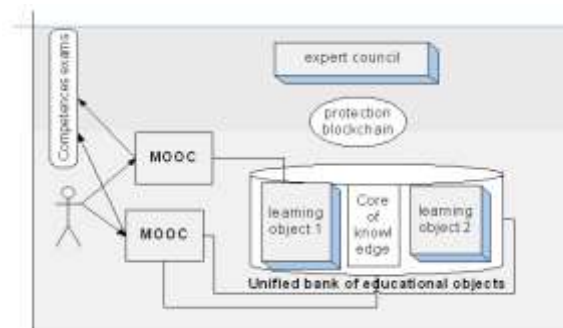 Competences exams
expert council
protection
blockchain
MOOC
MOOC
learning
object 1
Core
of
knowl
edge
learning
object 2
Unified bank of educational objects